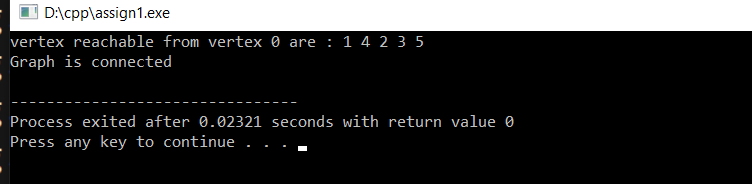 D:\cpp\assign1.exe
vertex reachable from vertex 0 are : 1 4 2 3 5
Graph is connected
--------------------------------
Process exited after 0.02321 seconds with return value 0
Press any key to continue . . .